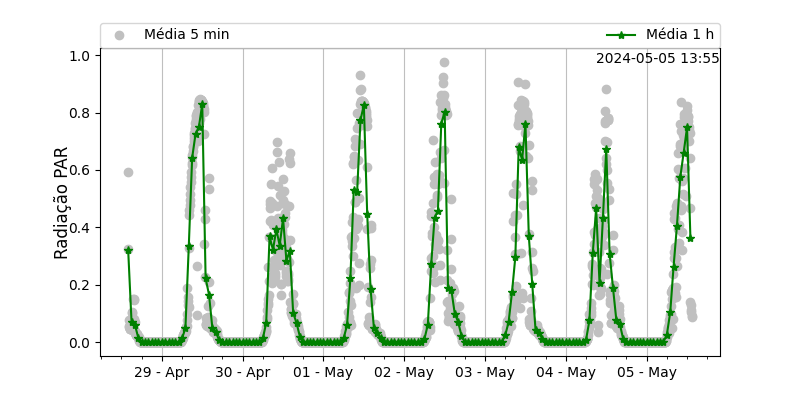 Média 5 min
Média 1 h
2024-05-05 13:55
Radiação PAR
1.0
0.8
0.6
0.4
0.2
0.0
29 - Apr
30 - Apr
01 - May
02 - May
03 - May
04 - May
05 - May